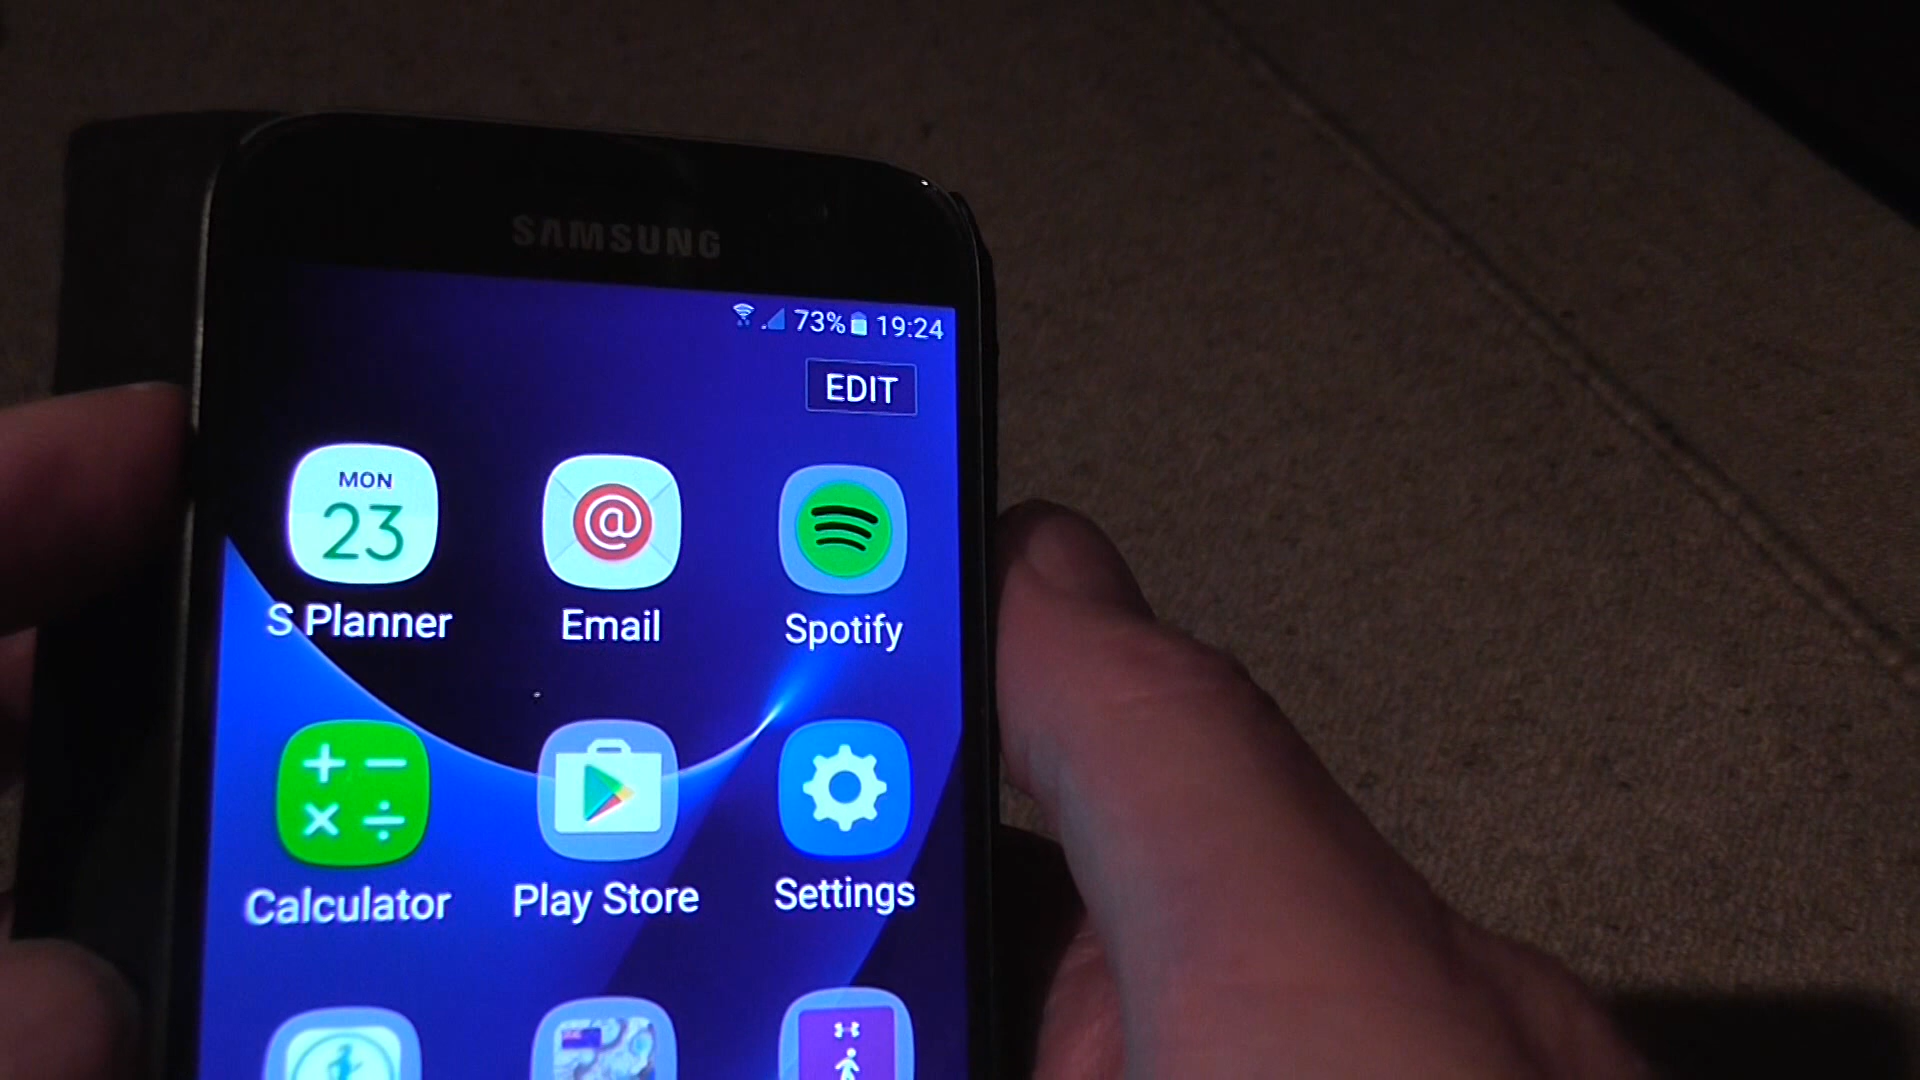 SAMSUNG
73% 19:24
EDIT
MON
23
S Planner
Email
Spotify
Calculator
Play Store
Settings